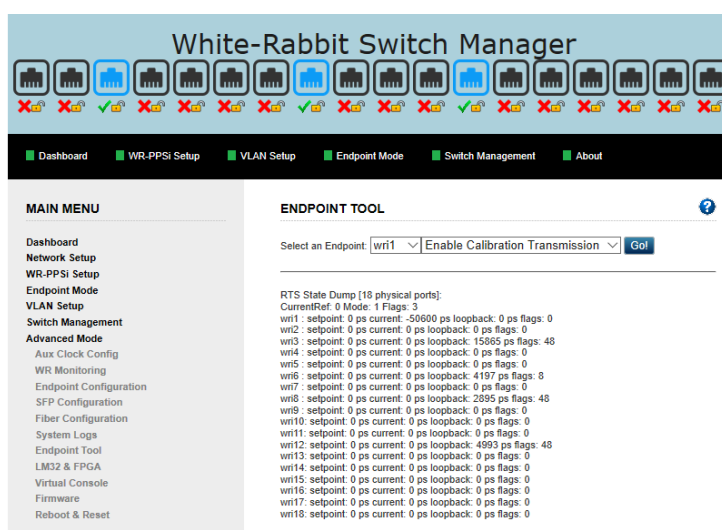 White-Rabbit Switch Manager
Dashboard WR-PPSi Setup VLAN Setup Endpoint Mode Switch Management About
MAIN MENU
Dashboard
Network Setup
WR-PPSi Setup
Endpoint Mode
VLAN Setup
Switch Management
Advanced Mode
Aux Clock Config
WR Monitoring
Endpoint Configuration
SFP Configuration
Fiber Configuration
System Logs
Endpoint Tool
LM32 & FPGA
Virtual Console
Firmware
Reboot & Reset
ENDPOINT TOOL
?
Select an Endpoint: wri1 Enable Calibration Transmission Go!
RTS State Dump [18 physical ports]:
CurrentRef: 0 Mode: 1 Flags: 3
wri1 : setpoint: 0 ps current: -50600 ps loopback: 0 ps flags: 0
wri2 : setpoint: 0 ps current: 0 ps loopback: 0 ps flags: 0
wri3 : setpoint: 0 ps current: 0 ps loopback: 15865 ps flags: 48
wri4 : setpoint: 0 ps current: 0 ps loopback: 0 ps flags: 0
wri5 : setpoint: 0 ps current: 0 ps loopback: 0 ps flags: 0
wri6 : setpoint: 0 ps current: 0 ps loopback: 4197 ps flags: 8
wri7 : setpoint: 0 ps current: 0 ps loopback: 0 ps flags: 0
wri8 : setpoint: 0 ps current: 0 ps loopback: 2895 ps flags: 48
wri9 : setpoint: 0 ps current: 0 ps loopback: 0 ps flags: 0
wri10: setpoint: 0 ps current: 0 ps loopback: 0 ps flags: 0
wri11: setpoint: 0 ps current: 0 ps loopback: 0 ps flags: 0
wri12: setpoint: 0 ps current: 0 ps loopback: 4993 ps flags: 48
wri13: setpoint: 0 ps current: 0 ps loopback: 0 ps flags: 0
wri14: setpoint: 0 ps current: 0 ps loopback: 0 ps flags: 0
wri15: setpoint: 0 ps current: 0 ps loopback: 0 ps flags: 0
wri16: setpoint: 0 ps current: 0 ps loopback: 0 ps flags: 0
wri17: setpoint: 0 ps current: 0 ps loopback: 0 ps flags: 0
wri18: setpoint: 0 ps current: 0 ps loopback: 0 ps flags: 0